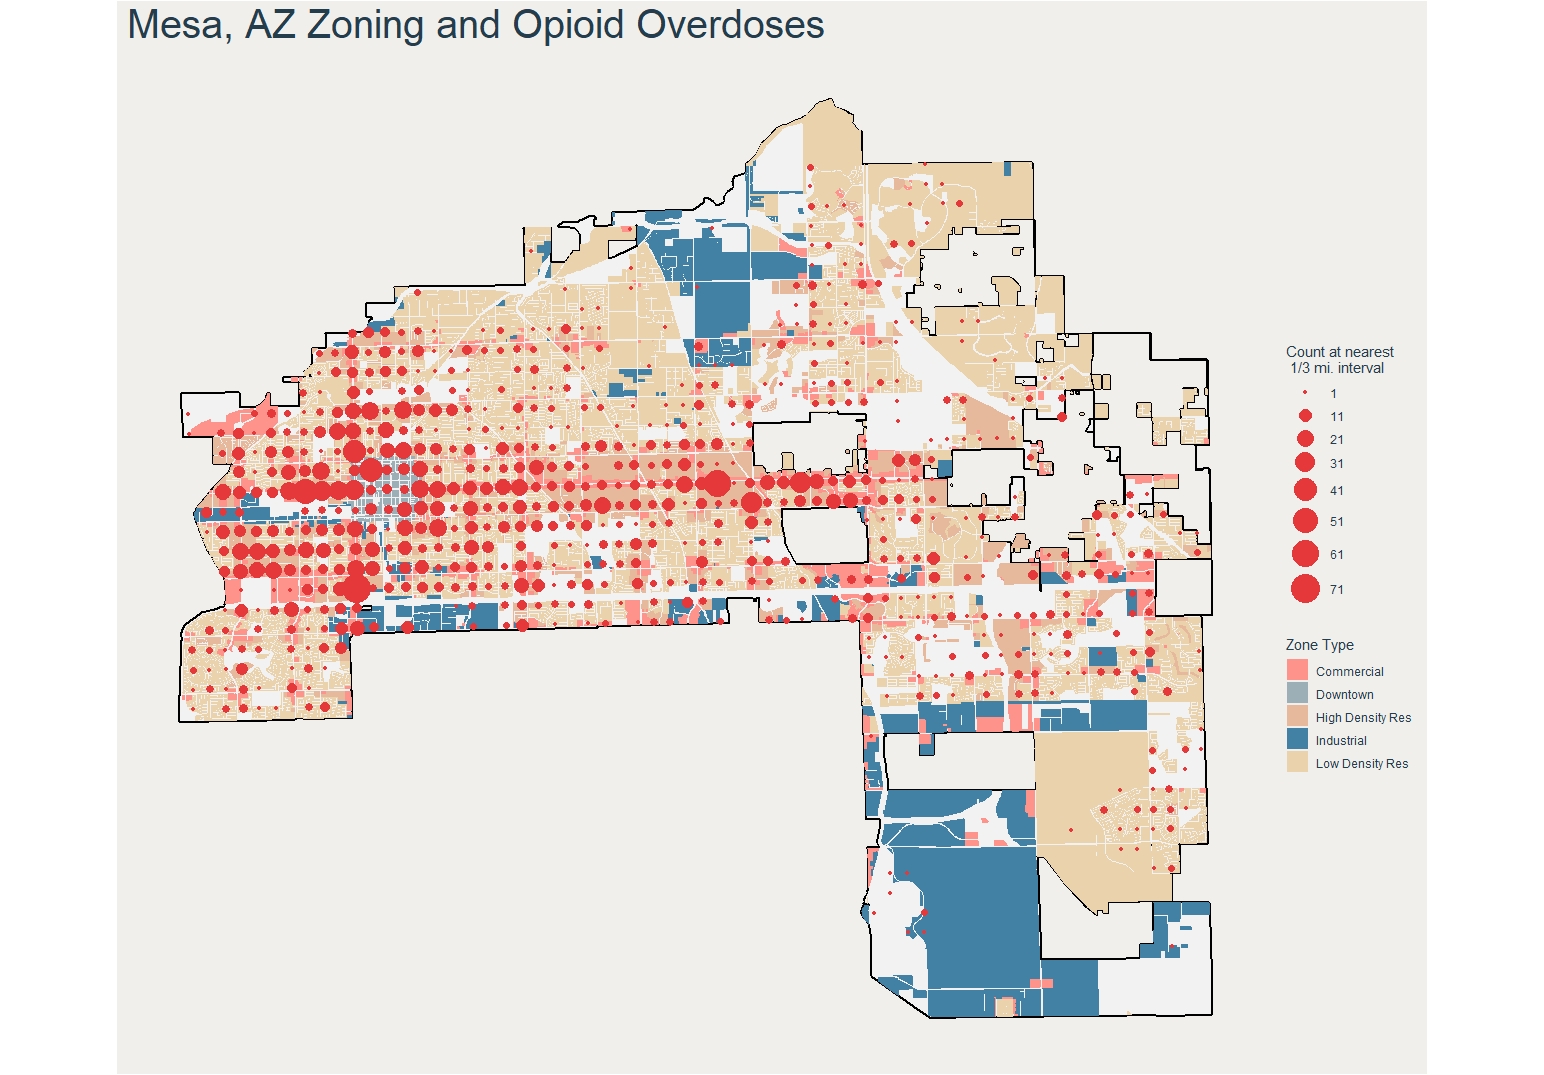 Mesa, AZ Zoning and Opioid Overdoses
Count at nearest
1/3 mi. interval
1
11
21
31
41
51
61
71
Zone Type
Commercial
Downtown
High Density Res
Industrial
Low Density Res